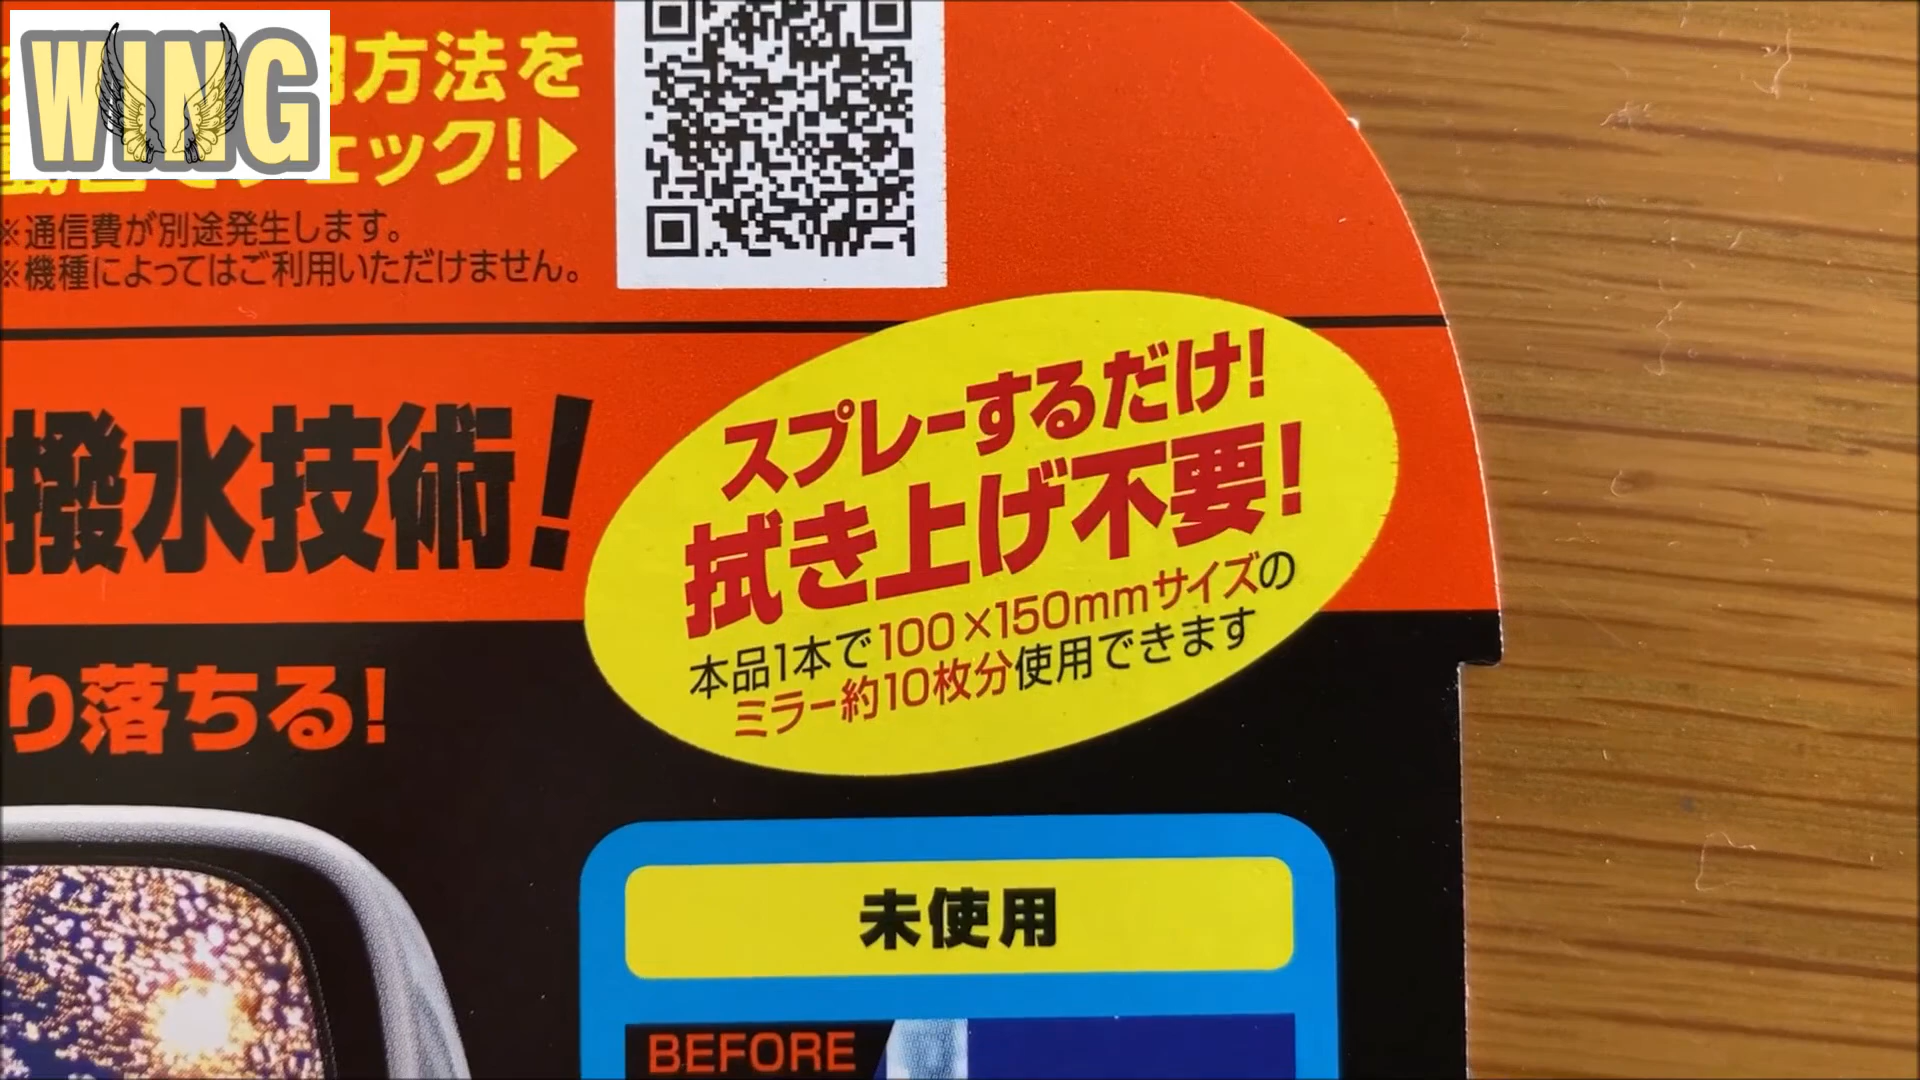 WING
用方法を
チェック!▶
※通信費が別途発生します。
※機種によってはご利用いただけません。
撥水技術!
スプレーするだけ!
拭き上げ不要!
本品1本で100×150mmサイズの
ミラー約10枚分使用できます
り落ちる!
未使用
BEFORE